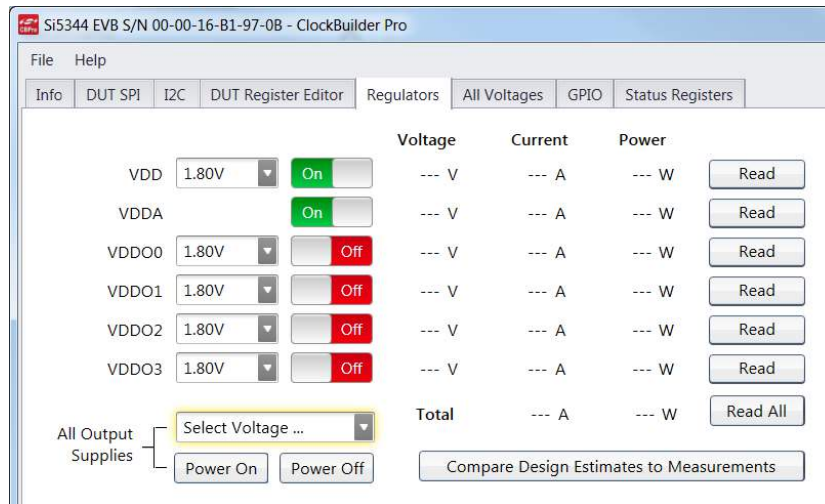 Si5344 EVB S/N 00-00-16-B1-97-0B - ClockBuilder Pro
File Help
Info DUT SPI I2C DUT Register Editor Regulators All Voltages GPIO Status Registers
Voltage Current Power
VDD 1.80V On --- V --- A --- W Read
VDDA On --- V --- A --- W Read
VDDO0 1.80V Off --- V --- A --- W Read
VDDO1 1.80V Off --- V --- A --- W Read
VDDO2 1.80V Off --- V --- A --- W Read
VDDO3 1.80V Off --- V --- A --- W Read
Total --- A --- W Read All
All Output Supplies
Select Voltage ...
Power On Power Off Compare Design Estimates to Measurements